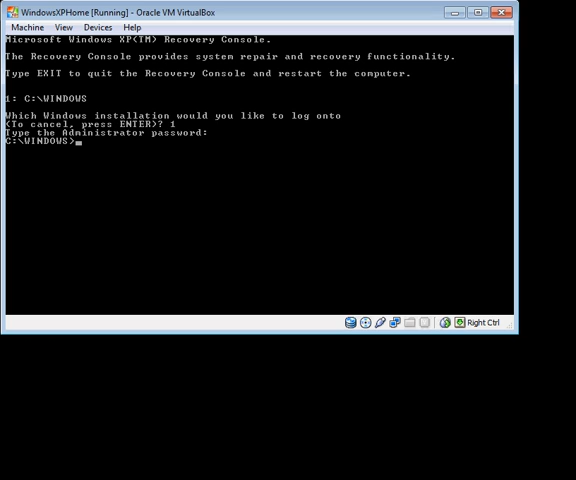 WindowsXPHome [Running] - Oracle VM VirtualBox
Machine View Devices Help
Microsoft Windows XP(TM) Recovery Console.
The Recovery Console provides system repair and recovery functionality.
Type EXIT to quit the Recovery Console and restart the computer.
1: C:\WINDOWS
Which Windows installation would you like to log onto
(To cancel, press ENTER)? 1
Type the Administrator password:
C:\WINDOWS>
Right Ctrl